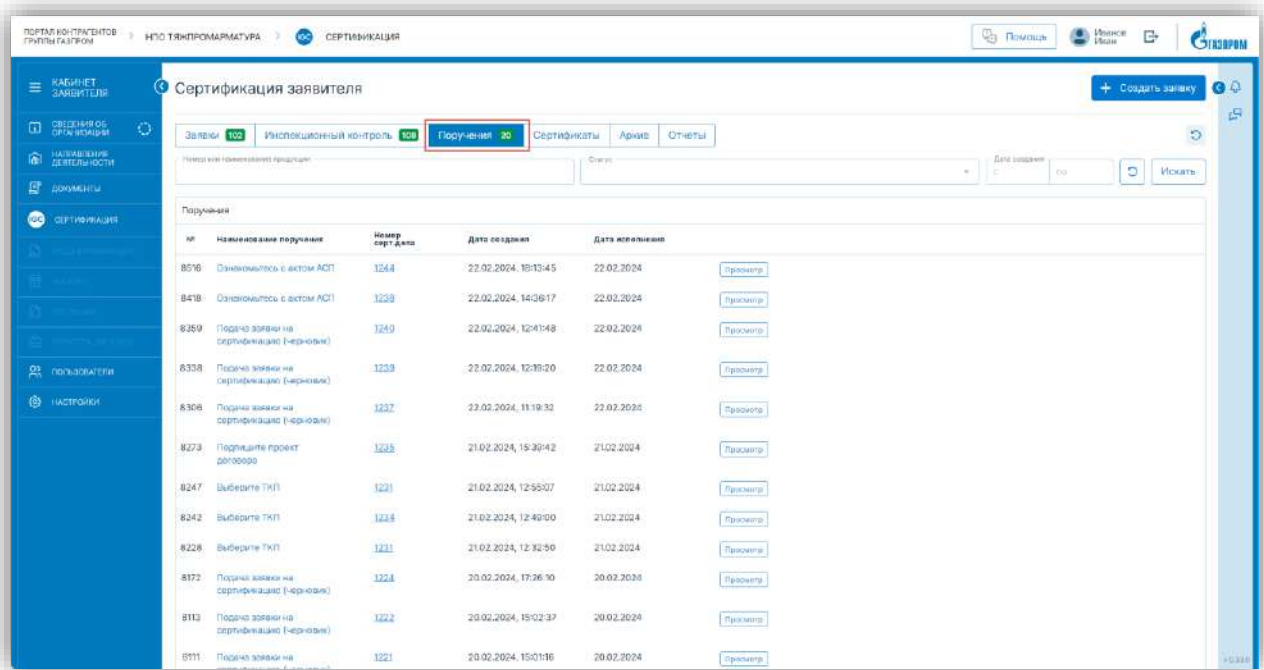 ПОРТАЛ КОНТРАГЕНТОВ
ГРУППЫ ГАЗПРОМ
НПО ТЯЖПРОМАРМАТУРА
СЕРТИФИКАЦИЯ
Помощь
Иванов
Иван
ГАЗПРОМ
КАБИНЕТ
ЗАЯВИТЕЛЯ
Сертификация заявителя
+ Создать заявку
СВЕДЕНИЯ ОБ
ОРГАНИЗАЦИИ
НАПРАВЛЕНИЯ
ДЕЯТЕЛЬНОСТИ
ДОКУМЕНТЫ
СЕРТИФИКАЦИЯ
ПОЛЬЗОВАТЕЛИ
НАСТРОЙКИ
Заявки 102 Инспекционный контроль 108 Поручения 20 Сертификаты Архив Отчеты
Номер или наименование продукции Статус Дата создания
с по Искать
Поручения
№ Наименование поручения Номер серт.дела Дата создания Дата исполнения
8516 Ознакомьтесь с актом АСП 1244 22.02.2024, 18:13:45 22.02.2024 Просмотр
8418 Ознакомьтесь с актом АСП 1238 22.02.2024, 14:36:17 22.02.2024 Просмотр
8359 Подача заявки на 1240 22.02.2024, 12:41:48 22.02.2024 Просмотр
сертификацию (черновик)
8338 Подача заявки на 1239 22.02.2024, 12:19:20 22.02.2024 Просмотр
сертификацию (черновик)
8306 Подача заявки на 1237 22.02.2024, 11:19:32 22.02.2024 Просмотр
сертификацию (черновик)
8273 Подпишите проект 1235 21.02.2024, 15:39:42 21.02.2024 Просмотр
договора
8247 Выберите ТКП 1231 21.02.2024, 12:55:07 21.02.2024 Просмотр
8242 Выберите ТКП 1234 21.02.2024, 12:49:00 21.02.2024 Просмотр
8228 Выберите ТКП 1231 21.02.2024, 12:32:50 21.02.2024 Просмотр
8172 Подача заявки на 1224 20.02.2024, 17:26:10 20.02.2024 Просмотр
сертификацию (черновик)
8113 Подача заявки на 1222 20.02.2024, 15:02:37 20.02.2024 Просмотр
сертификацию (черновик)
8111 Подача заявки на 1221 20.02.2024, 15:01:16 20.02.2024 Просмотр